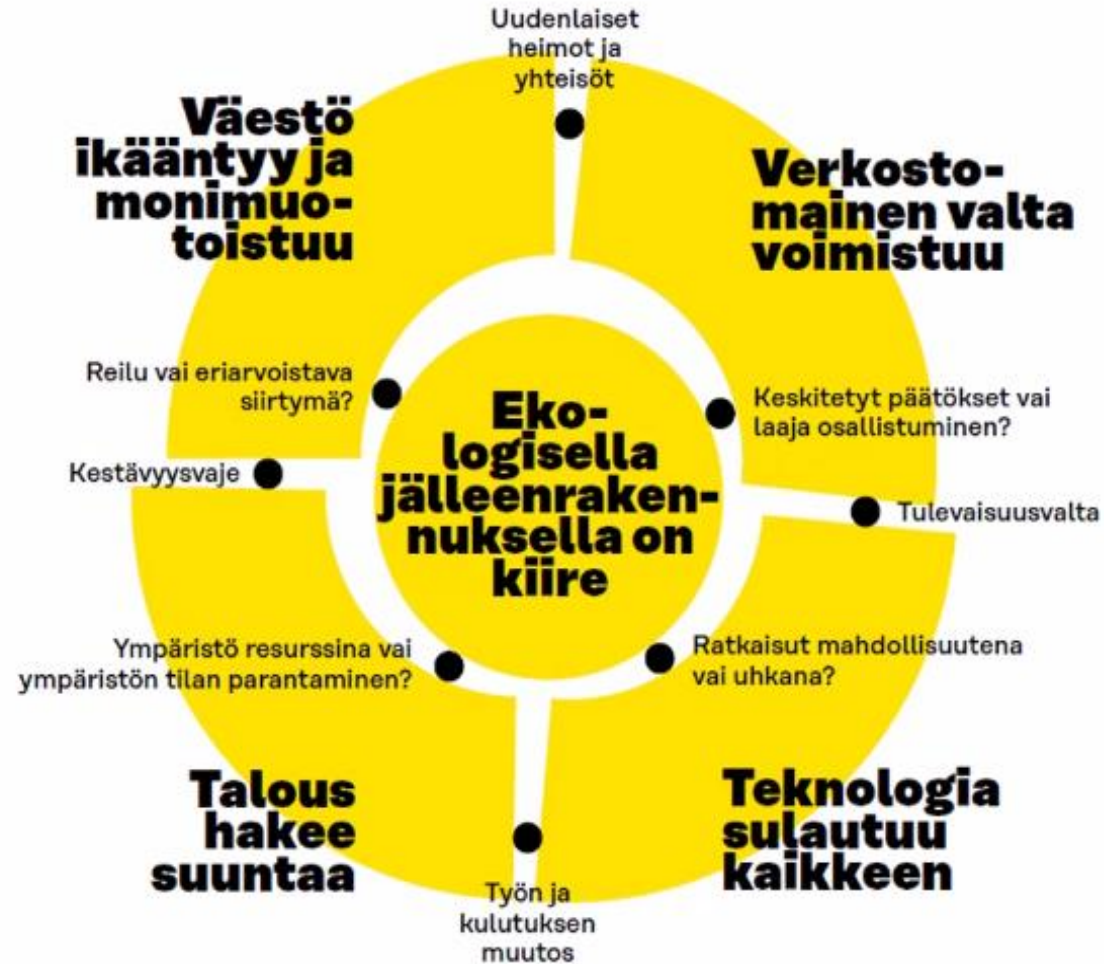 Uudenlaiset
heimot ja
yhteisöt
Väestö
ikääntyy ja
monimuo-
toistuu
Verkosto-
mainen valta
voimistuu
Reilu vai eriarvoistava
siirtymä?
Keskitetyt päätökset vai
laaja osallistuminen?
Kestävyysvaje
Eko-
logisella
jälleenraken-
nuksella on
kiire
Tulevaisuusvalta
Ympäristö resurssina vai
ympäristön tilan parantaminen?
Ratkaisut mahdollisuutena
vai uhkana?
Talous
hakee
suuntaa
Teknologia
sulautuu
kaikkeen
Työn ja
kulutuksen
muutos